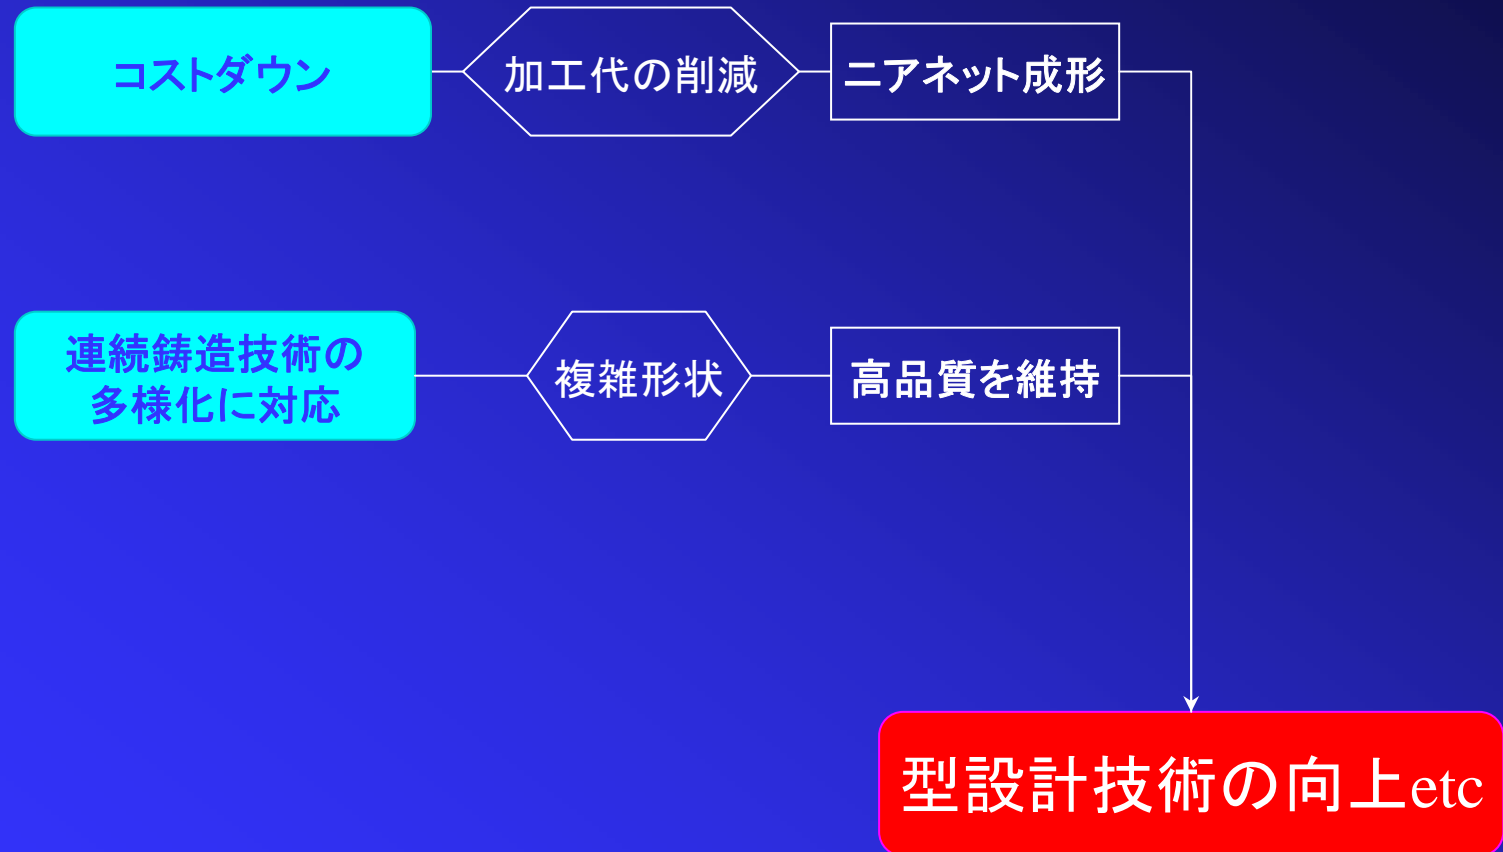 コストダウン
加工代の削減
ニアネット成形
連続鋳造技術の
多様化に対応
複雑形状
高品質を維持
型設計技術の向上etc